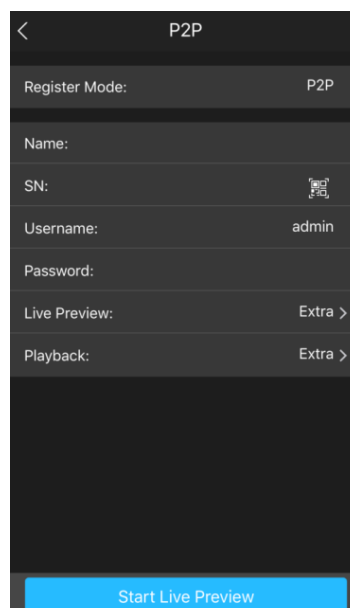 P2P
Register Mode: P2P
Name:
SN:
Username: admin
Password:
Live Preview: Extra >
Playback: Extra >
Start Live Preview